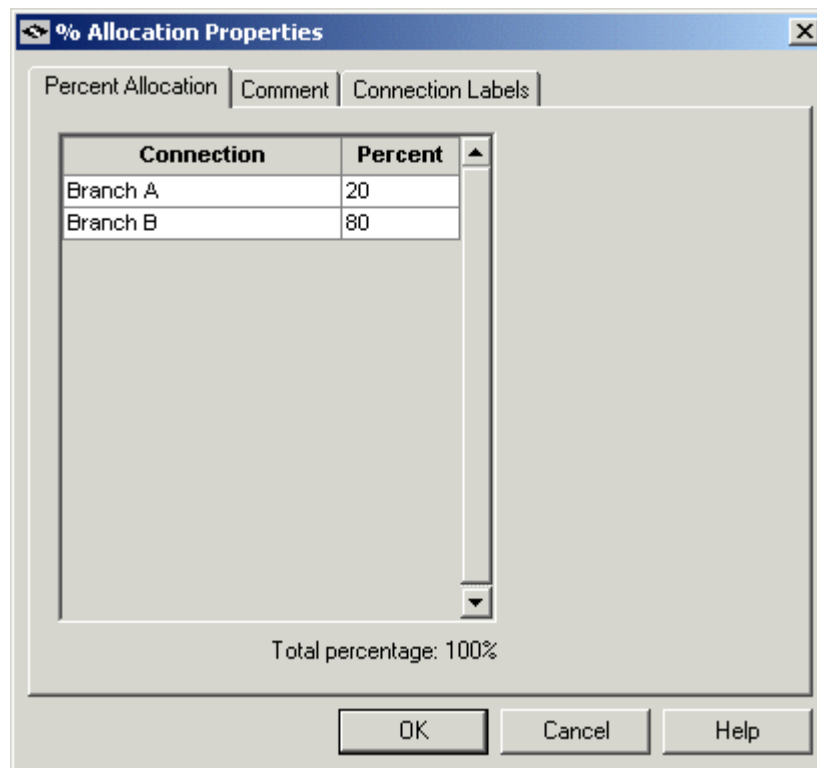 % Allocation Properties
Percent Allocation Comment Connection Labels
Connection Percent
Branch A 20
Branch B 80
Total percentage: 100%
OK Cancel Help